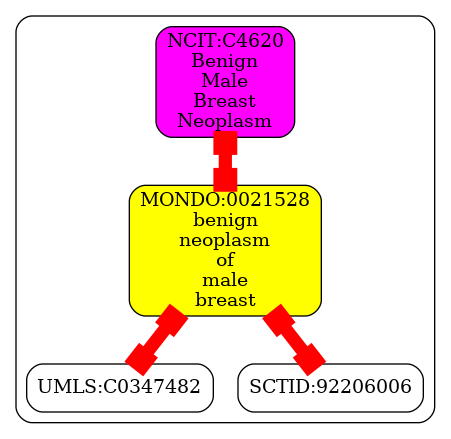 NCIT:C4620
Benign
Male
Breast
Neoplasm
MONDO:0021528
benign
neoplasm
of
male
breast
UMLS:C0347482
SCTID:92206006